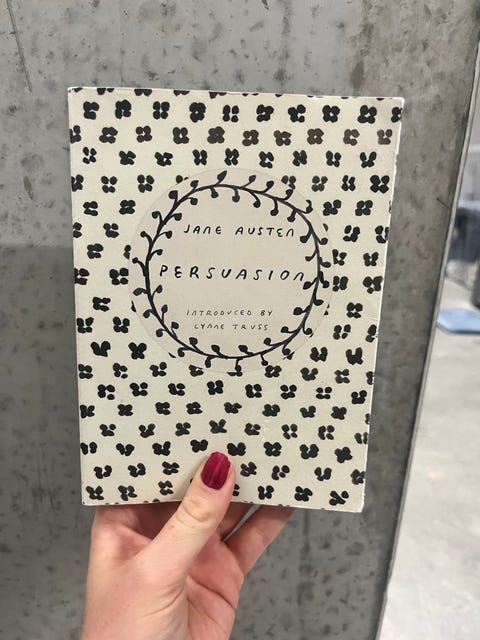 JANE AUSTEN
PERSUASION
INTRODUCED BY
LYNNE TRUSS